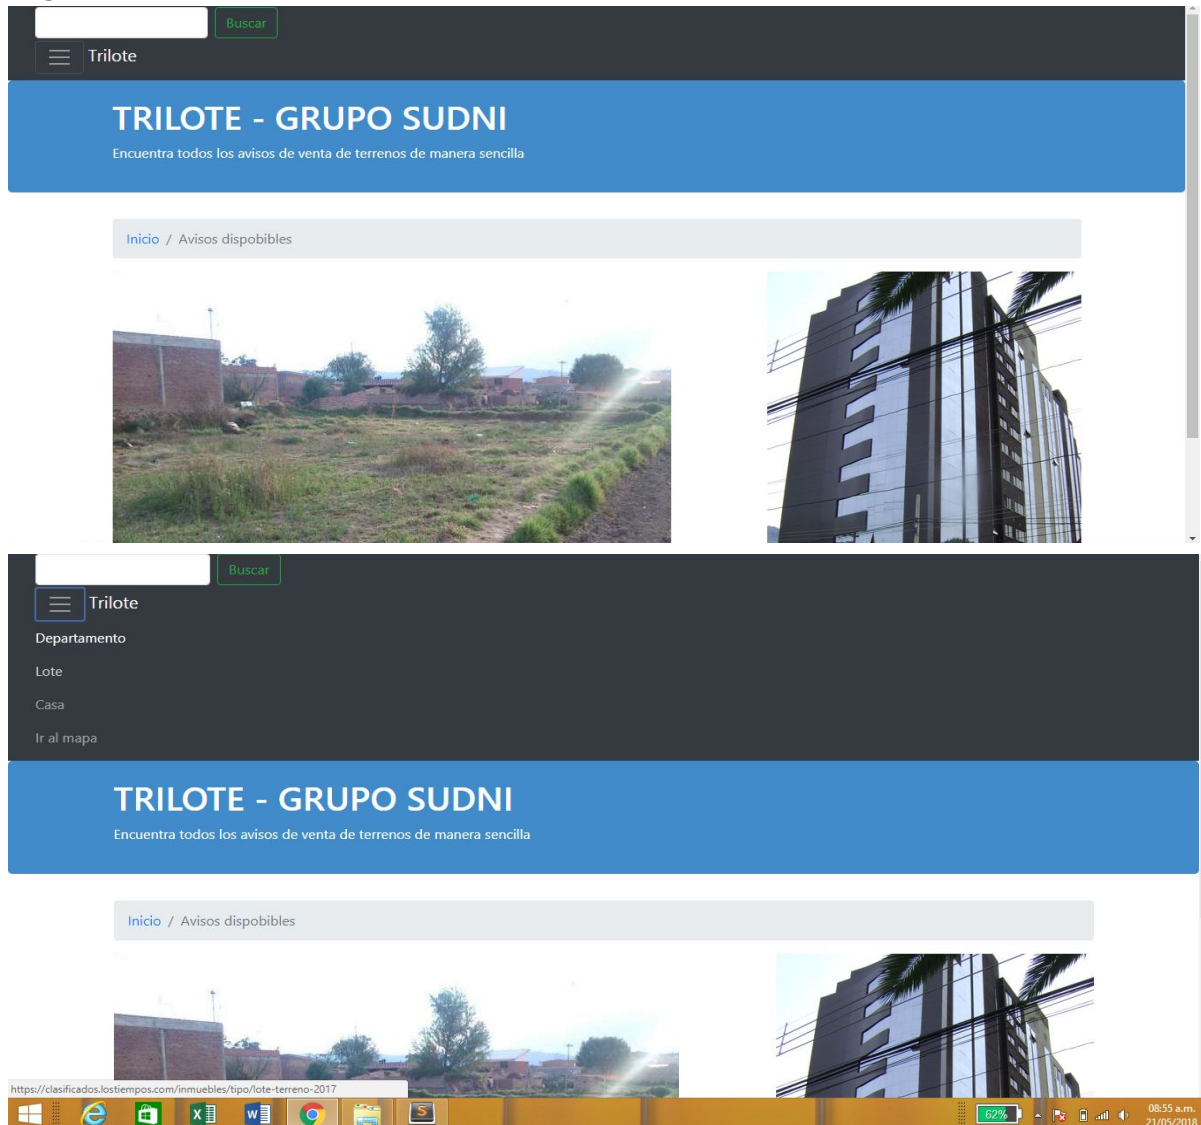 Buscar
Trilote
TRILOTE - GRUPO SUDNI
Encuentra todos los avisos de venta de terrenos de manera sencilla
Inicio / Avisos dispobibles
Buscar
Trilote
Departamento
Lote
Casa
Ir al mapa
TRILOTE - GRUPO SUDNI
Encuentra todos los avisos de venta de terrenos de manera sencilla
Inicio / Avisos dispobibles
https://clasificados.lostiempos.com/inmuebles/tipo/lote-terreno-2017
62%
08:55 a.m.
21/05/2018